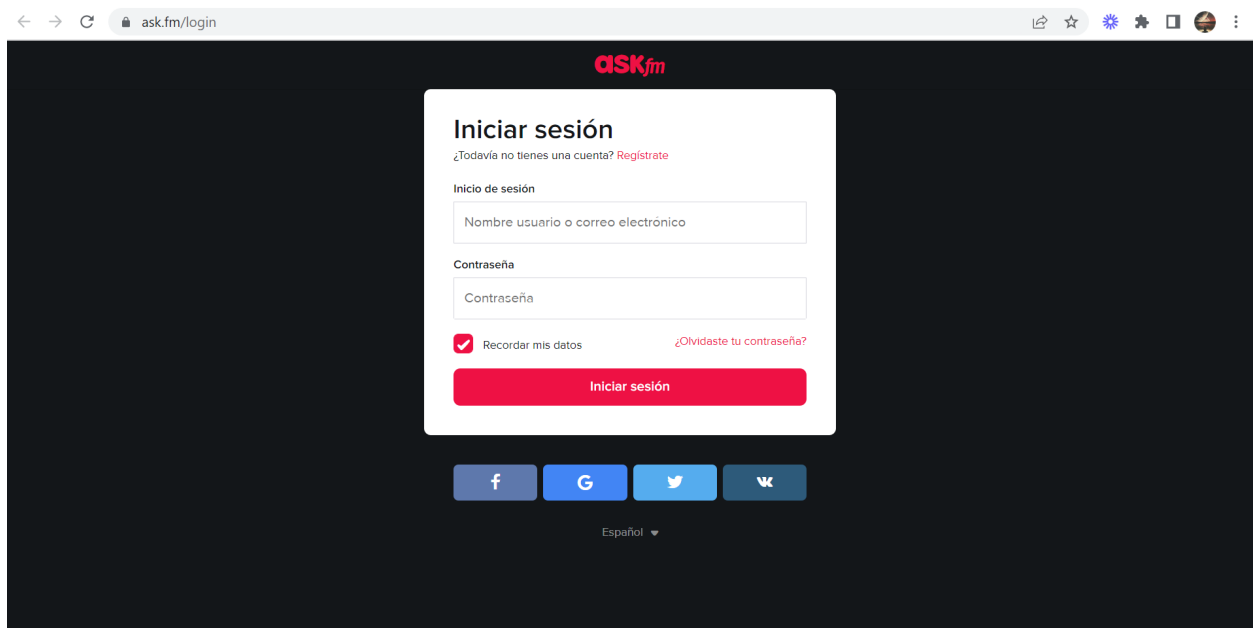 ask.fm/login
ASKfm
Iniciar sesión
¿Todavía no tienes una cuenta? Regístrate
Inicio de sesión
Nombre usuario o correo electrónico
Contraseña
Contraseña
Recordar mis datos ¿Olvidaste tu contraseña?
Iniciar sesión
Español